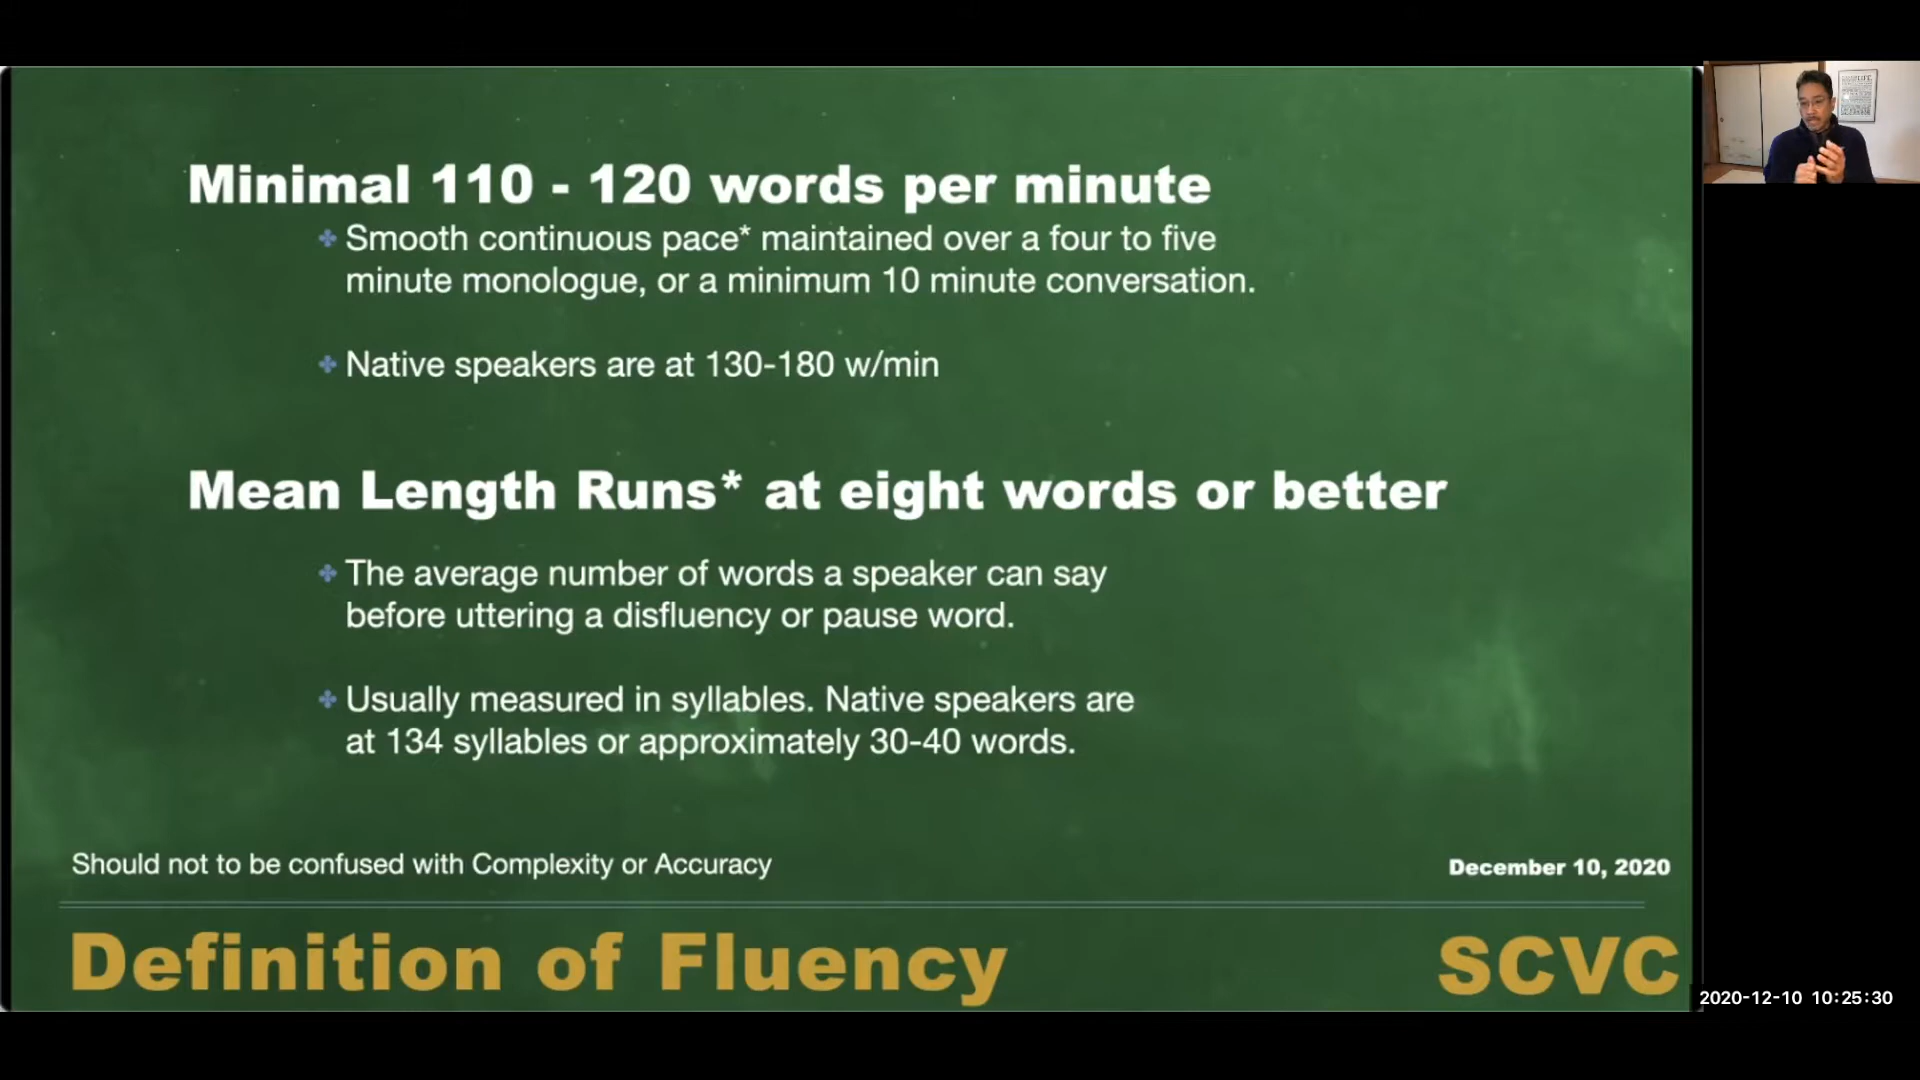 Minimal 110 - 120 words per minute
Smooth continuous pace* maintained over a four to five
minute monologue, or a minimum 10 minute conversation.
Native speakers are at 130-180 w/min
Mean Length Runs* at eight words or better
The average number of words a speaker can say
before uttering a disfluency or pause word.
Usually measured in syllables. Native speakers are
at 134 syllables or approximately 30-40 words.
Should not to be confused with Complexity or Accuracy
December 10, 2020
Definition of Fluency
SCVC
2020-12-10 10:25:30